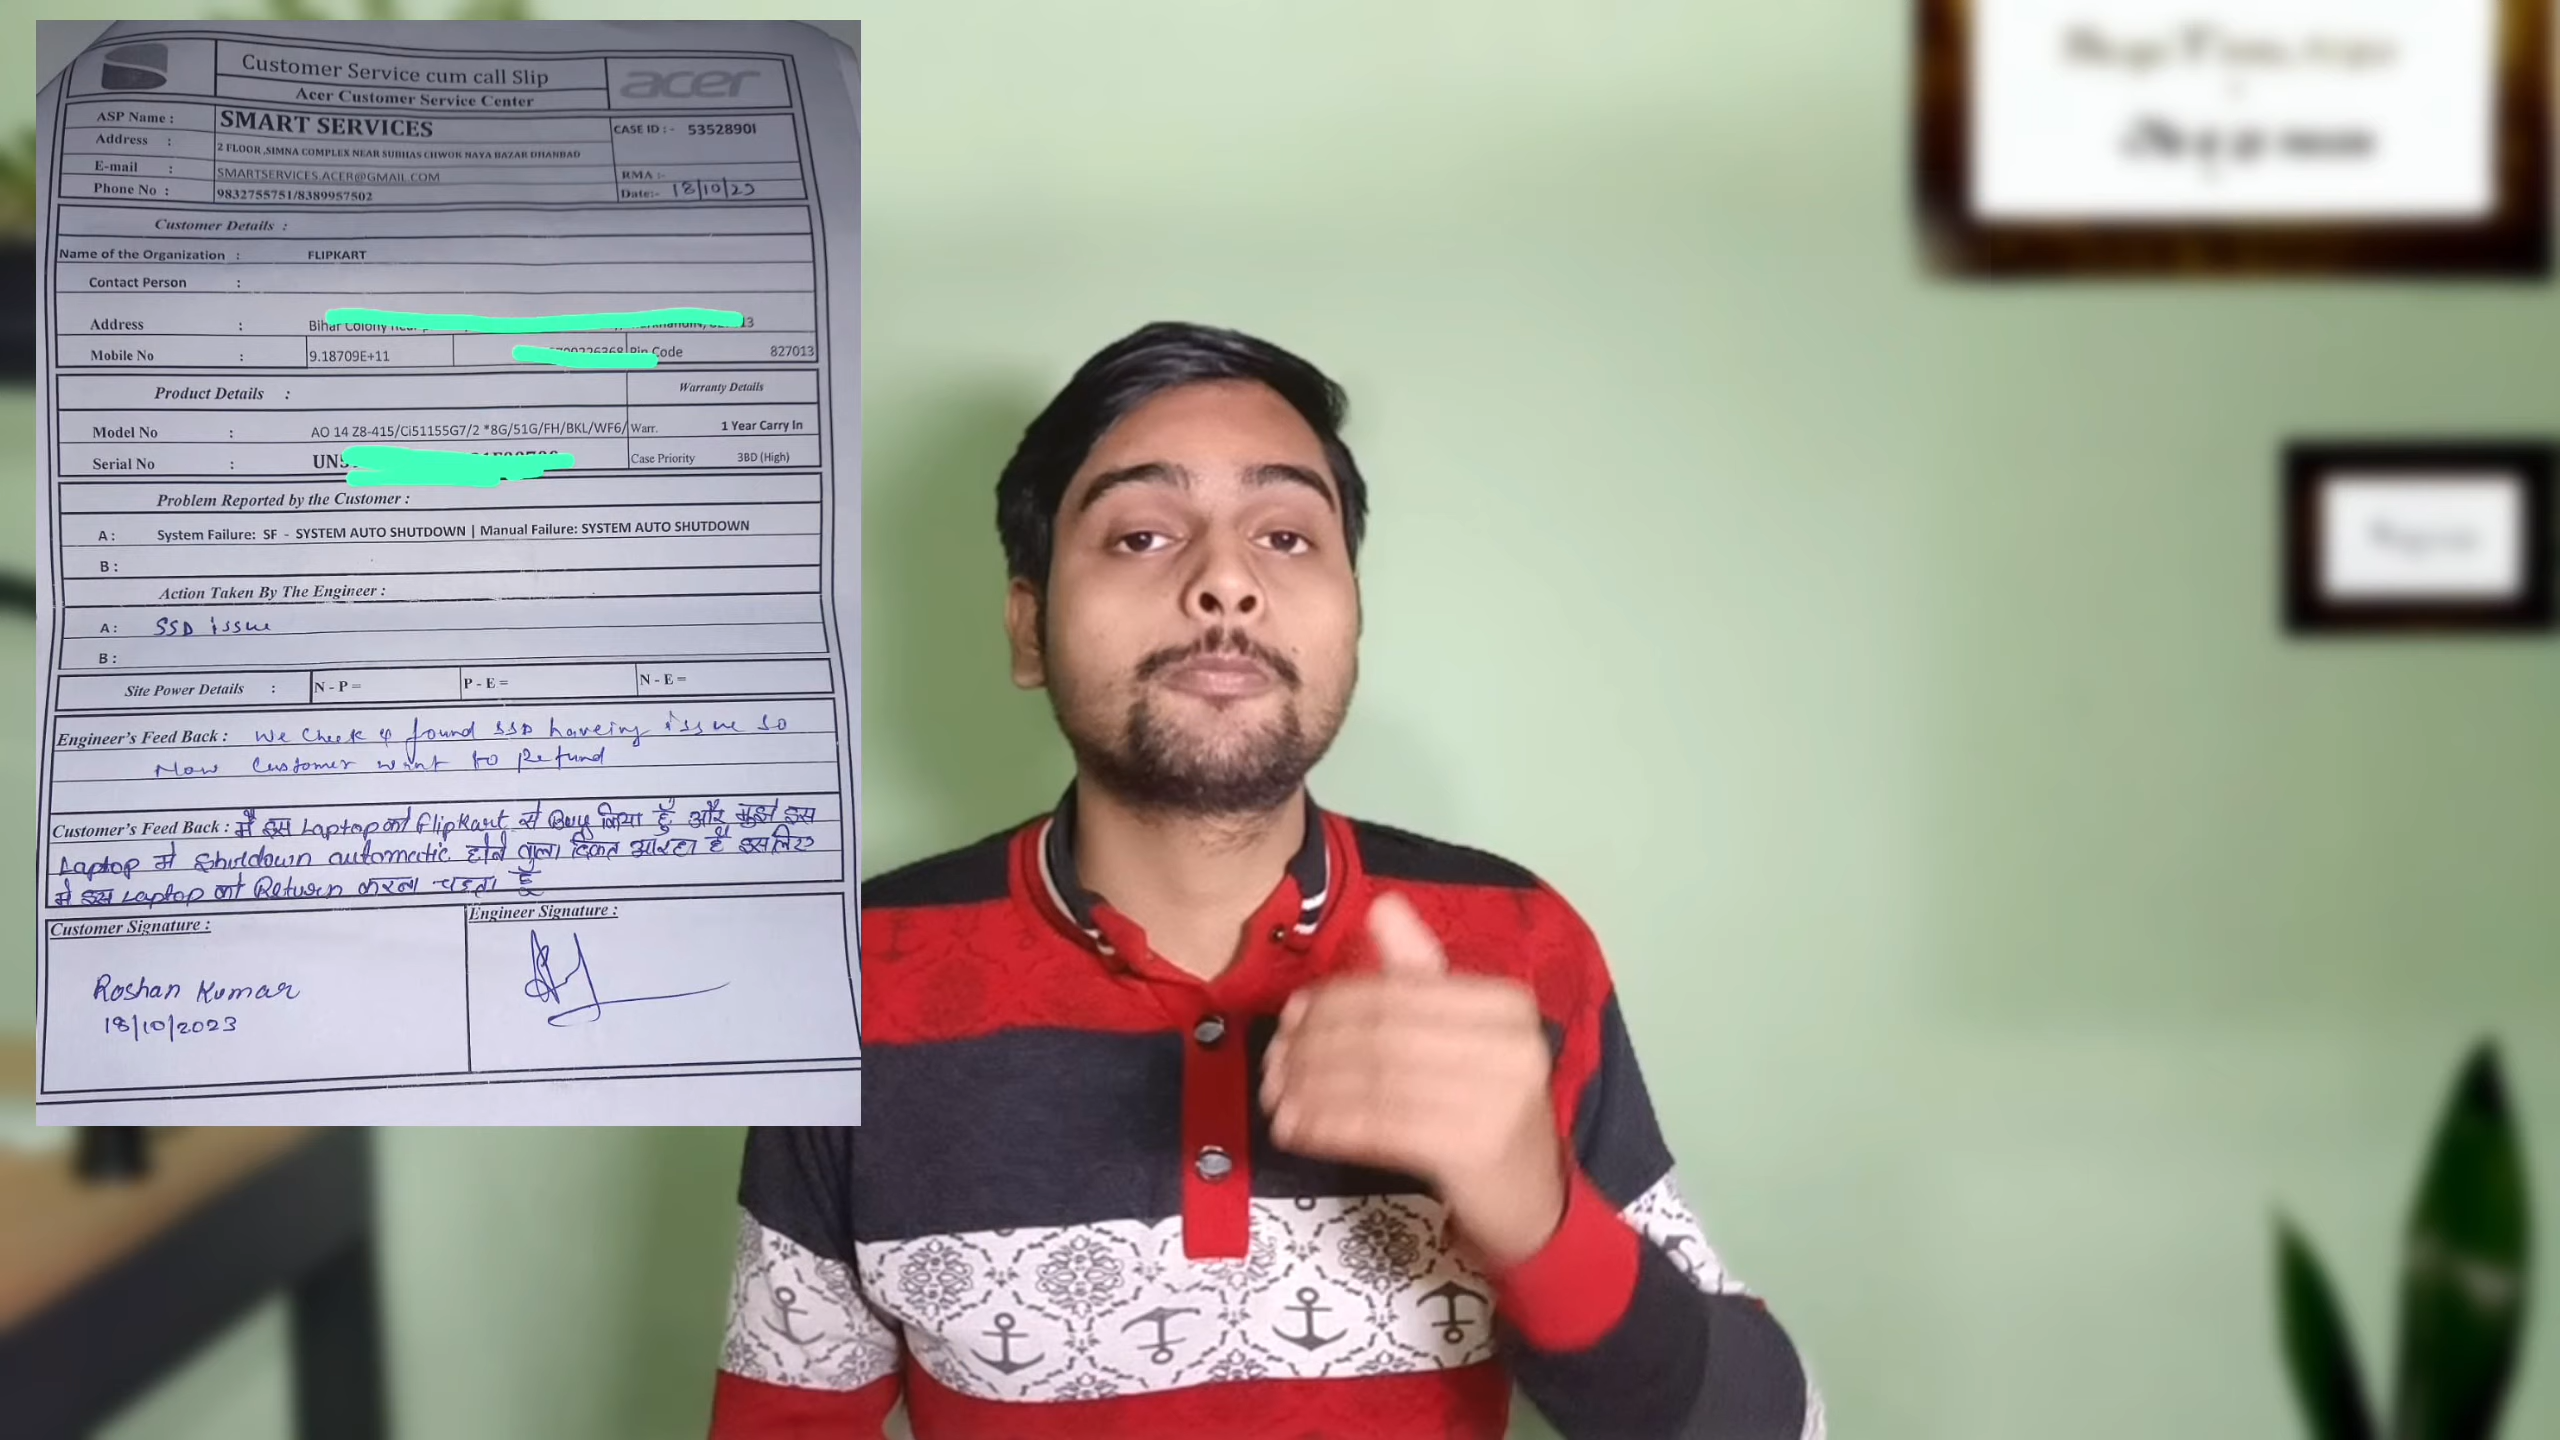 Customer Service cum call Slip
Acer Customer Service Center
acer
ASP Name :
SMART SERVICES
CASE ID : - 53528901
Address :
2 FLOOR ,SIMNA COMPLEX NEAR SUBHAS CHWOK NAYA BAZAR DHANBAD
E-mail :
SMARTSERVICES.ACER@GMAIL.COM
RMA :-
Phone No :
9832755751/8389957502
Date:- 18/10/23
Customer Details :
Name of the Organization : FLIPKART
Contact Person :
Address : Bihar Colony 13
Mobile No : 9.18709E+11
Pin Code 827013
Product Details :
Warranty Details
Model No : AO 14 Z8-415/Ci51155G7/2 *8G/51G/FH/BKL/WF6/
Warr. 1 Year Carry In
Serial No : UN5
Case Priority 3BD (High)
Problem Reported by the Customer :
A : System Failure: SF - SYSTEM AUTO SHUTDOWN | Manual Failure: SYSTEM AUTO SHUTDOWN
B :
Action Taken By The Engineer :
A : SSD issue
B :
Site Power Details : N - P = P - E = N - E =
Engineer's Feed Back : We check & found SSD haveing issue so
Now Customer want to Refund
Customer's Feed Back : मैं इस Laptop को Flipkart से Buy किया हूँ और मुझे इस
Laptop में Shutdown automatic होने वाला दिकत आरहा है इसलिए
मे इस Laptop को Return करना चहता हूँ
Customer Signature :
Engineer Signature :
Roshan Kumar
18/10/2023